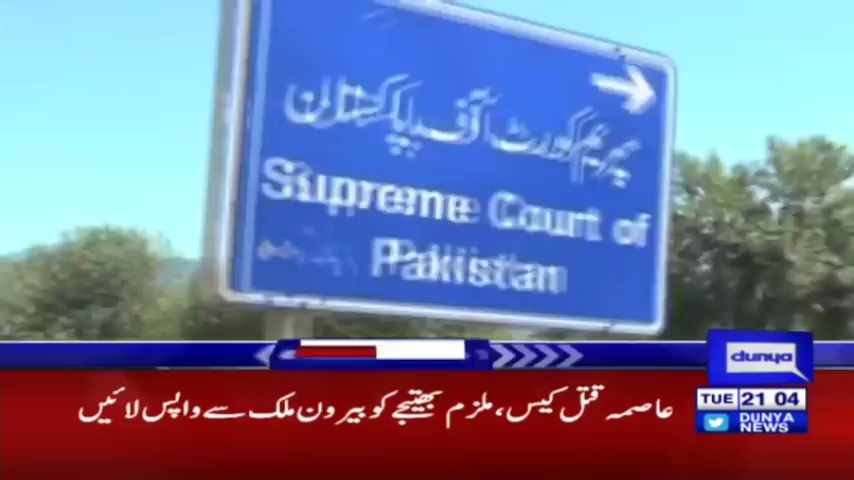 سپریم کورٹ آف پاکستان
Supreme Court of
Pakistan
dunya
عاصمہ قتل کیس، ملزم بھتیجے کو بیرون ملک سے واپس لائیں
TUE 21 04
DUNYA
NEWS